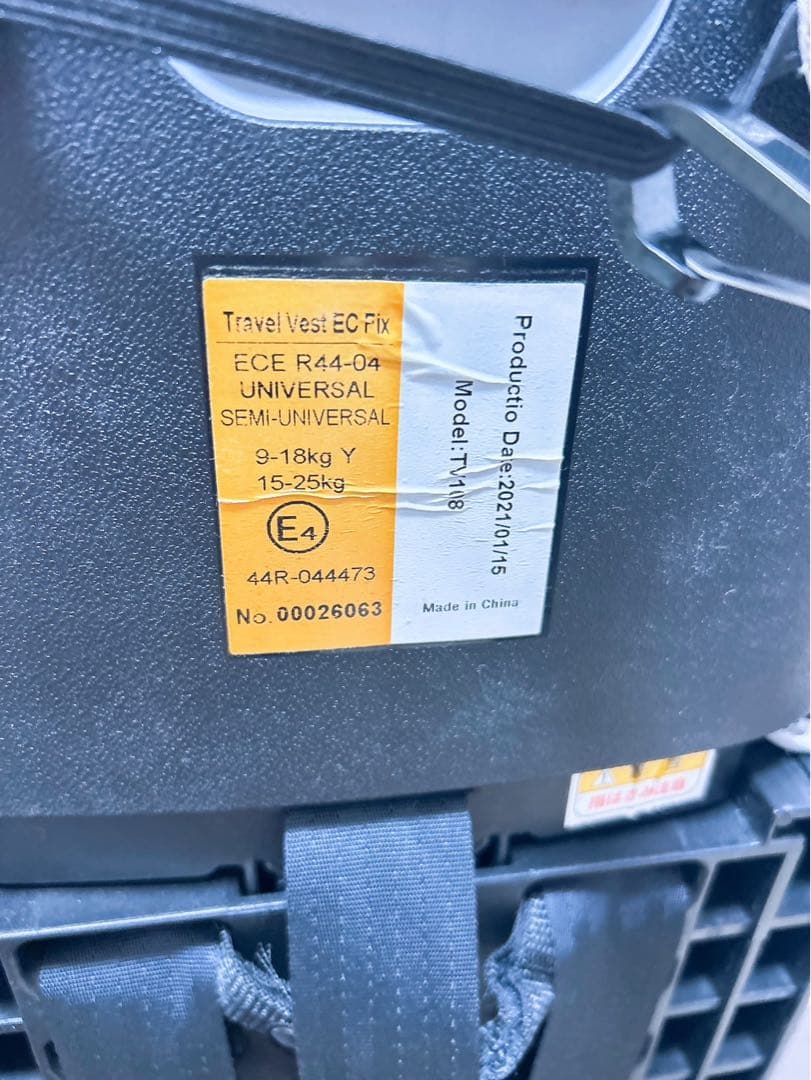 Travel Vest EC Fix
ECE R44-04
UNIVERSAL
SEMI-UNIVERSAL
9-18kg Y
15-25kg
E4
44R-044473
No. 00026063
Productio Date:2021/01/15
Model:TV108
Made in China